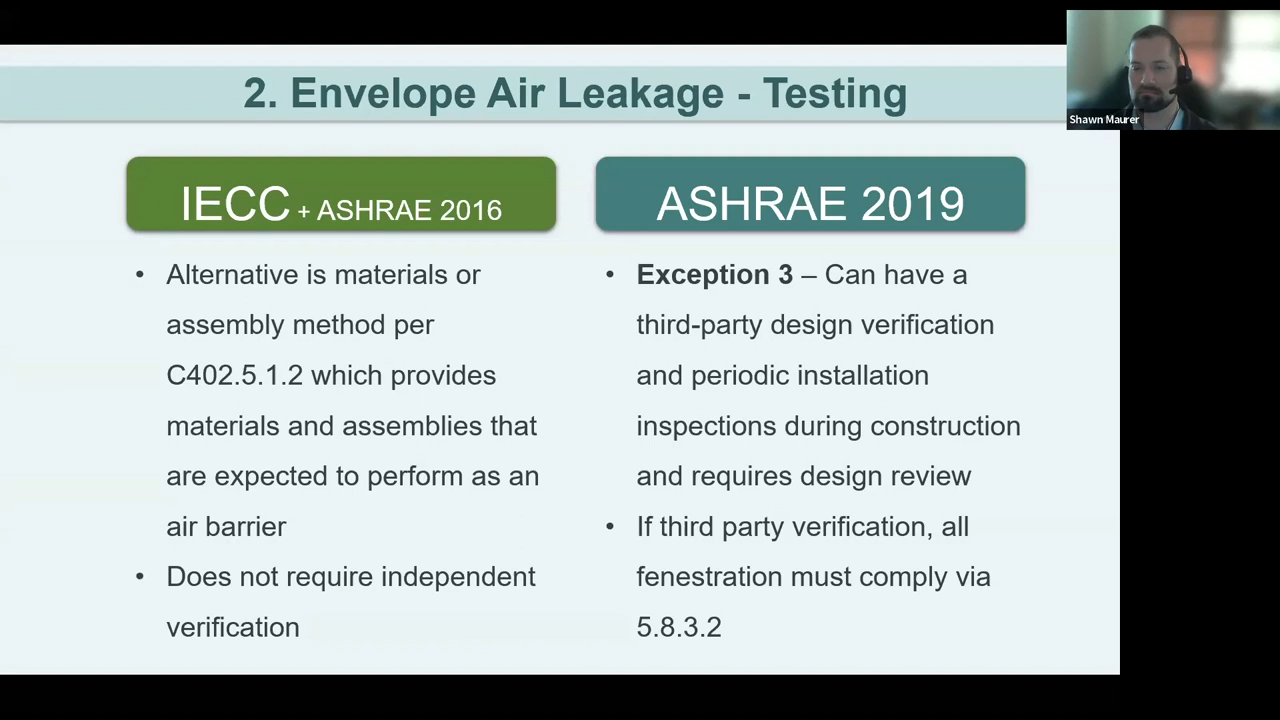 2. Envelope Air Leakage - Testing
Shawn Maurer
IECC + ASHRAE 2016
• Alternative is materials or
assembly method per
C402.5.1.2 which provides
materials and assemblies that
are expected to perform as an
air barrier
• Does not require independent
verification
ASHRAE 2019
• Exception 3 – Can have a
third-party design verification
and periodic installation
inspections during construction
and requires design review
• If third party verification, all
fenestration must comply via
5.8.3.2